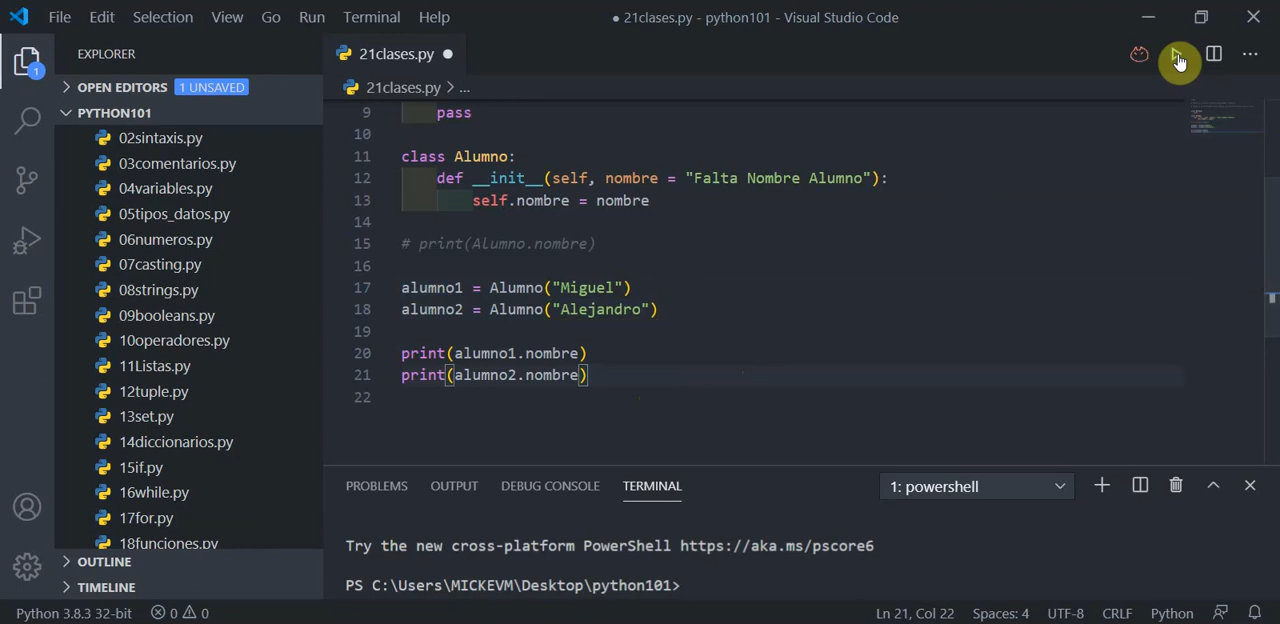 File Edit Selection View Go Run Terminal Help ● 21clases.py - python101 - Visual Studio Code
EXPLORER
OPEN EDITORS 1 UNSAVED
PYTHON101
02sintaxis.py
03comentarios.py
04variables.py
05tipos_datos.py
06numeros.py
07casting.py
08strings.py
09booleans.py
10operadores.py
11Listas.py
12tuple.py
13set.py
14diccionarios.py
15if.py
16while.py
17for.py
18funciones.py
OUTLINE
TIMELINE
1
21clases.py ●
21clases.py > ...
9 pass
10
11 class Alumno:
12 def __init__(self, nombre = "Falta Nombre Alumno"):
13 self.nombre = nombre
14
15 # print(Alumno.nombre)
16
17 alumno1 = Alumno("Miguel")
18 alumno2 = Alumno("Alejandro")
19
20 print(alumno1.nombre)
21 print(alumno2.nombre)
22
PROBLEMS OUTPUT DEBUG CONSOLE TERMINAL 1: powershell
Try the new cross-platform PowerShell https://aka.ms/pscore6
PS C:\Users\MICKEVM\Desktop\python101>
Python 3.8.3 32-bit 0 0 Ln 21, Col 22 Spaces: 4 UTF-8 CRLF Python